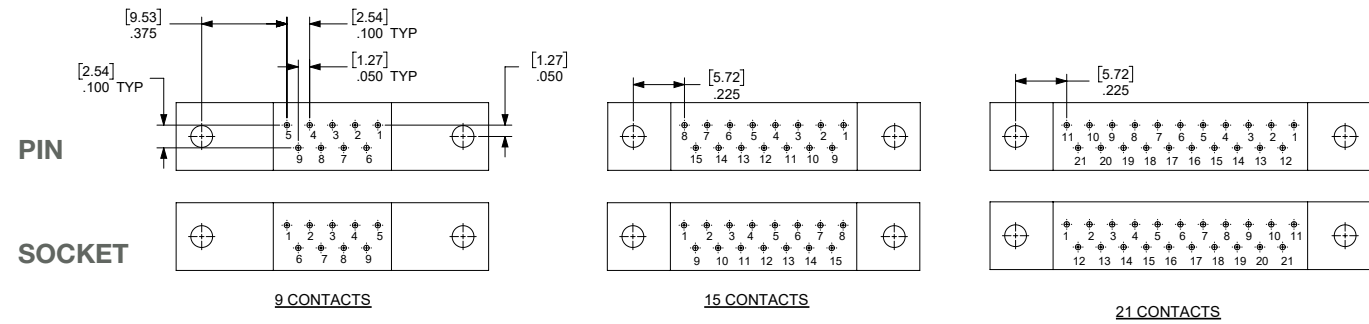 [9.53]
.375
[2.54]
.100 TYP
[1.27]
.050 TYP
[2.54]
.100 TYP
[1.27]
.050
[5.72]
.225
[5.72]
.225
PIN
5 4 3 2 1
9 8 7 6
8 7 6 5 4 3 2 1
15 14 13 12 11 10 9
11 10 9 8 7 6 5 4 3 2 1
21 20 19 18 17 16 15 14 13 12
SOCKET
1 2 3 4 5
6 7 8 9
1 2 3 4 5 6 7 8
9 10 11 12 13 14 15
1 2 3 4 5 6 7 8 9 10 11
12 13 14 15 16 17 18 19 20 21
9 CONTACTS
15 CONTACTS
21 CONTACTS